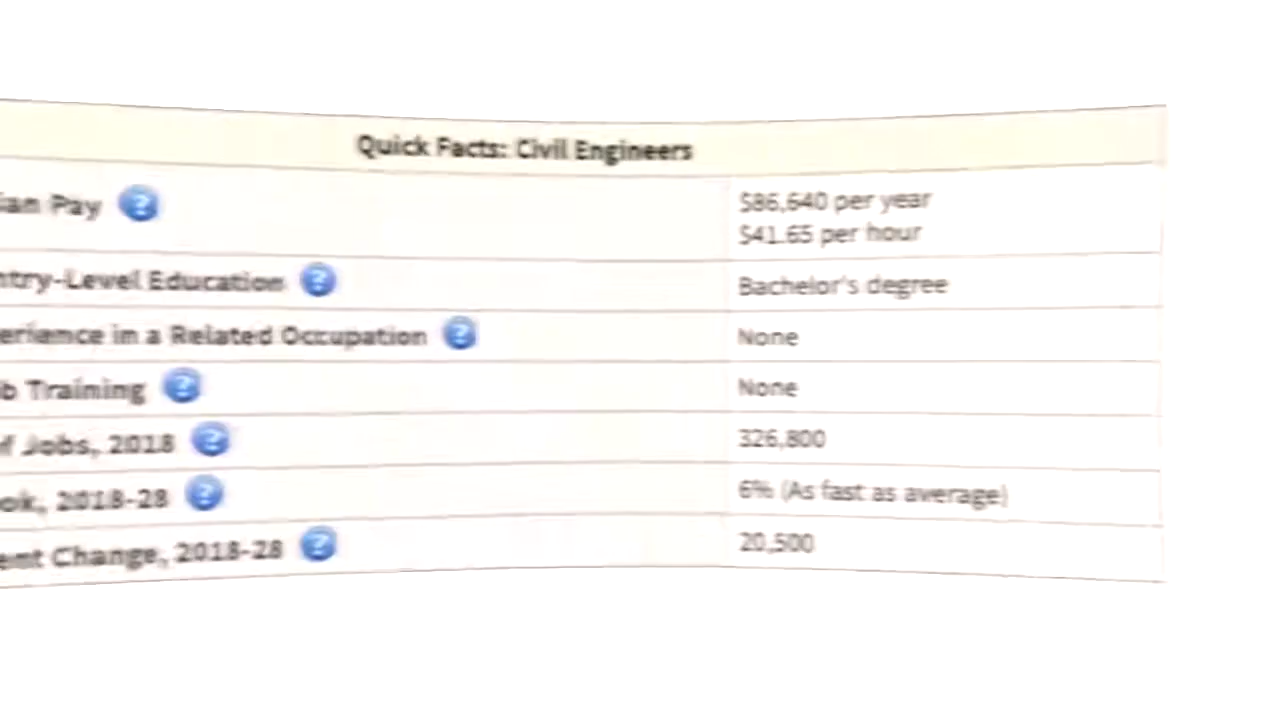 Quick Facts: Civil Engineers
ian Pay
$86,640 per year
$41.65 per hour
ntry-Level Education
Bachelor's degree
erience in a Related Occupation
None
b Training
None
f Jobs, 2018
326,800
ok, 2018-28
6% (As fast as average)
ent Change, 2018-28
20,500